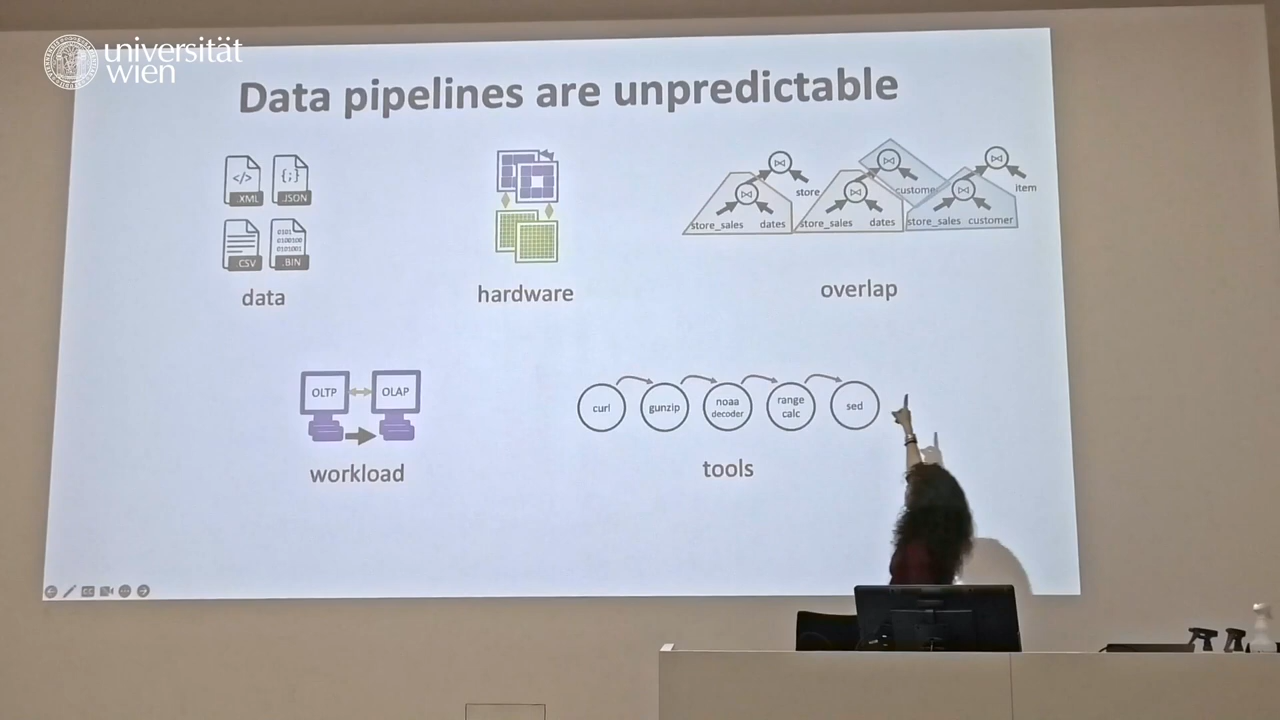 universität
wien
Data pipelines are unpredictable
</>
.XML
{;}
.JSON
CSV
0101
0100100
0101001
.BIN
data
hardware
store
custome
item
store_sales dates
store_sales dates
store_sales customer
overlap
OLTP
OLAP
workload
curl
gunzip
noaa
decoder
range
calc
sed
tools